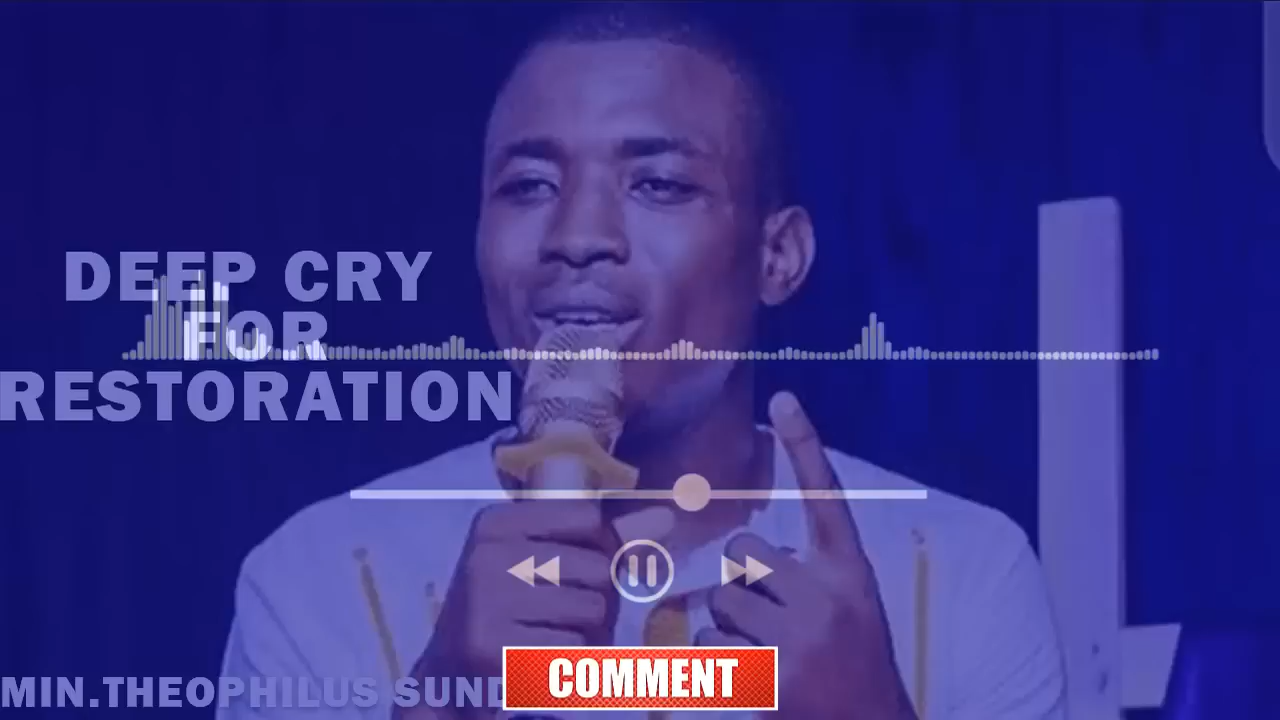 DEEP CRY
FOR
RESTORATION
MIN.THEOPHILUS SUND
COMMENT